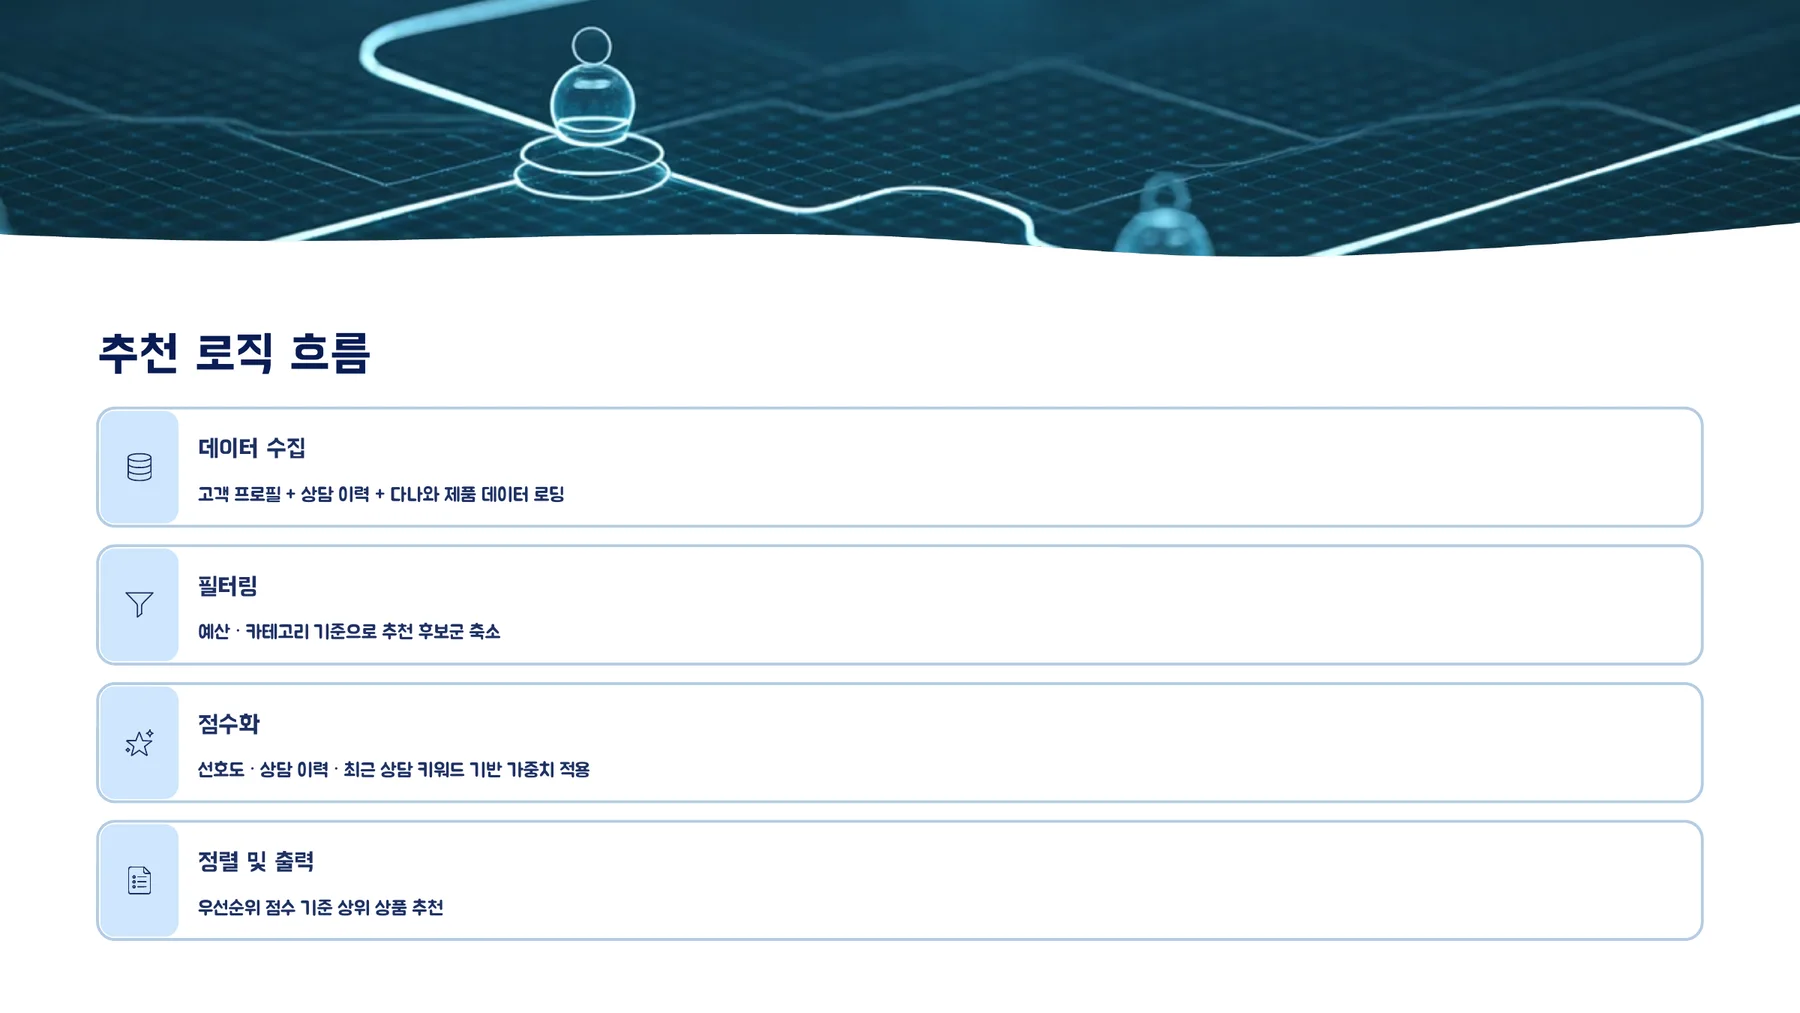 추천 로직 흐름
데이터 수집
고객 프로필 + 상담 이력 + 다나와 제품 데이터 로딩
필터링
예산 · 카테고리 기준으로 추천 후보군 축소
점수화
선호도 · 상담 이력 · 최근 상담 키워드 기반 가중치 적용
정렬 및 출력
우선순위 점수 기준 상위 상품 추천